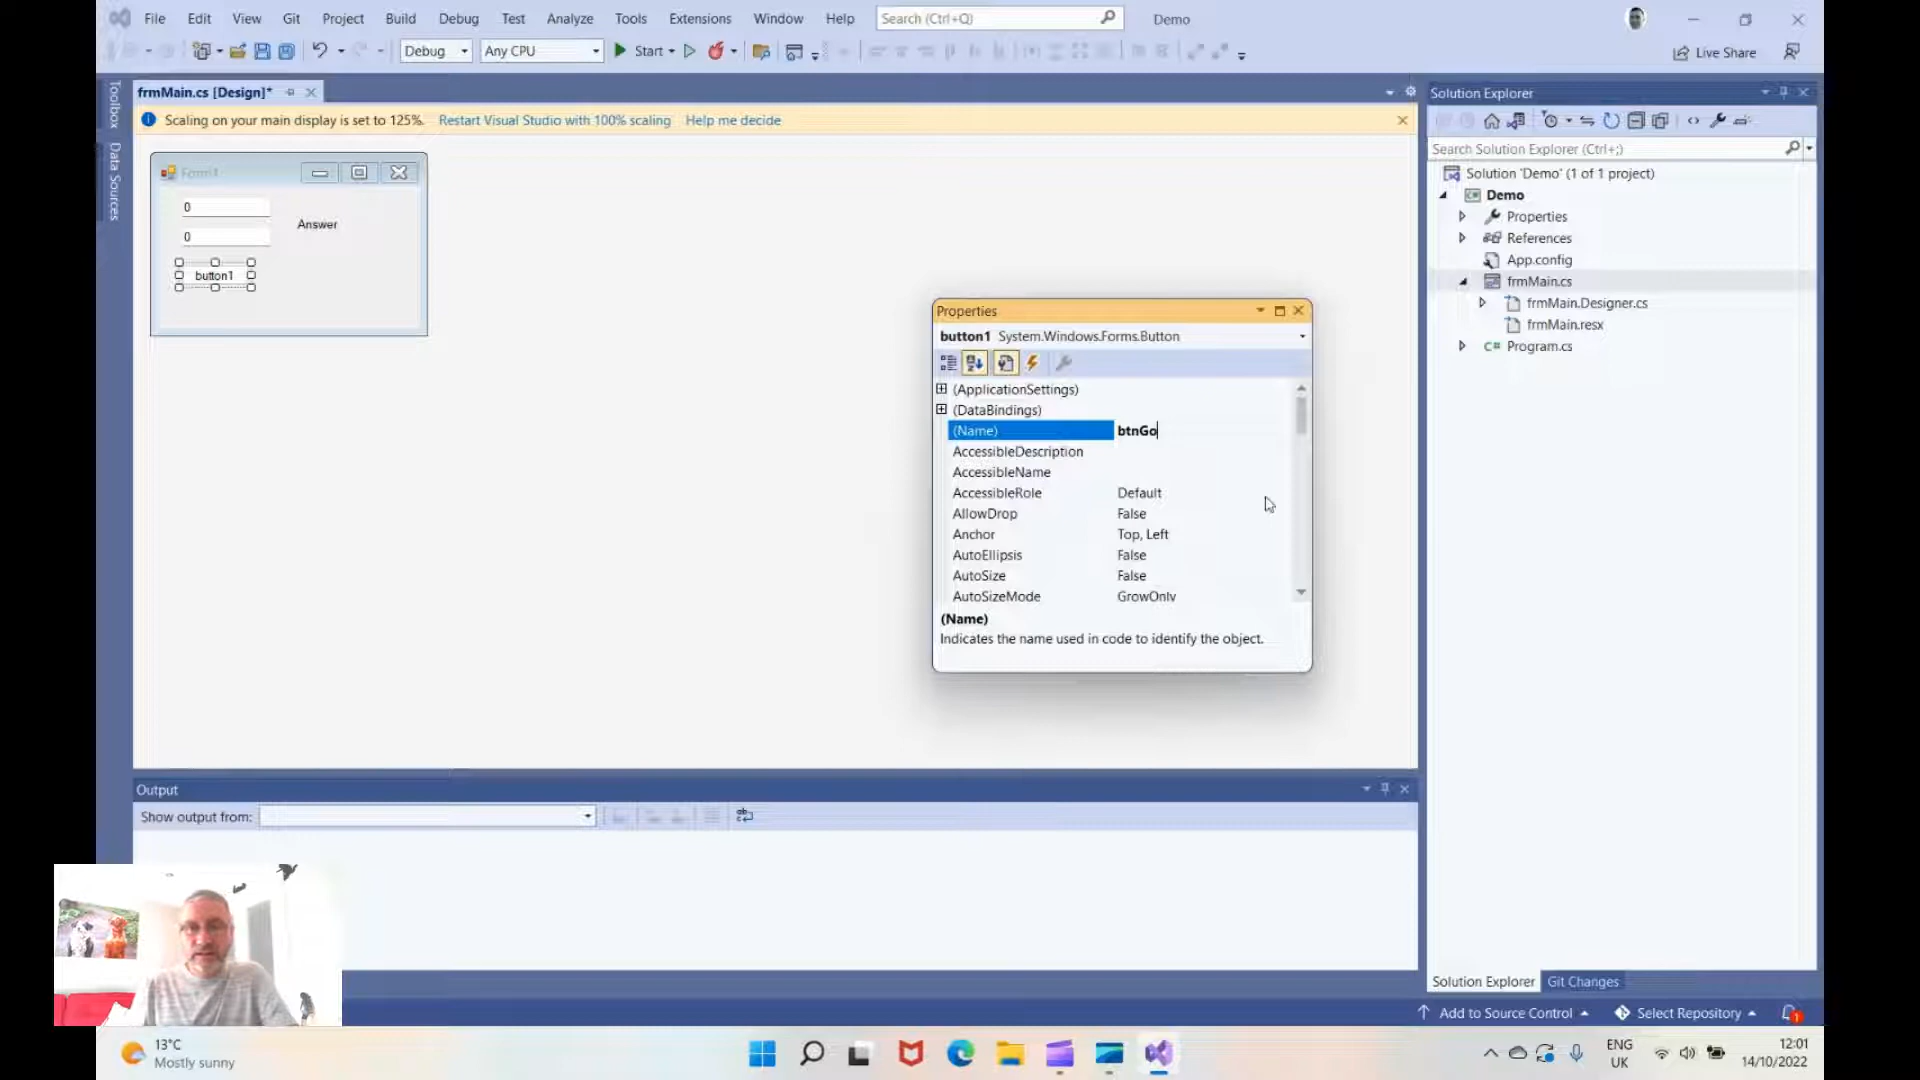 File Edit View Git Project Build Debug Test Analyze Tools Extensions Window Help Search (Ctrl+Q) Demo
Debug Any CPU Start Live Share
Toolbox
Data Sources
frmMain.cs [Design]*
Scaling on your main display is set to 125%. Restart Visual Studio with 100% scaling Help me decide
Form1
0
Answer
0
button1
Properties
button1 System.Windows.Forms.Button
(ApplicationSettings)
(DataBindings)
(Name) btnGo
AccessibleDescription
AccessibleName
AccessibleRole Default
AllowDrop False
Anchor Top, Left
AutoEllipsis False
AutoSize False
AutoSizeMode GrowOnly
(Name)
Indicates the name used in code to identify the object.
Solution Explorer
Search Solution Explorer (Ctrl+;)
Solution 'Demo' (1 of 1 project)
Demo
Properties
References
App.config
frmMain.cs
frmMain.Designer.cs
frmMain.resx
C# Program.cs
Output
Show output from:
Solution Explorer Git Changes
Add to Source Control Select Repository 1
13°C
Mostly sunny
ENG
UK
12:01
14/10/2022